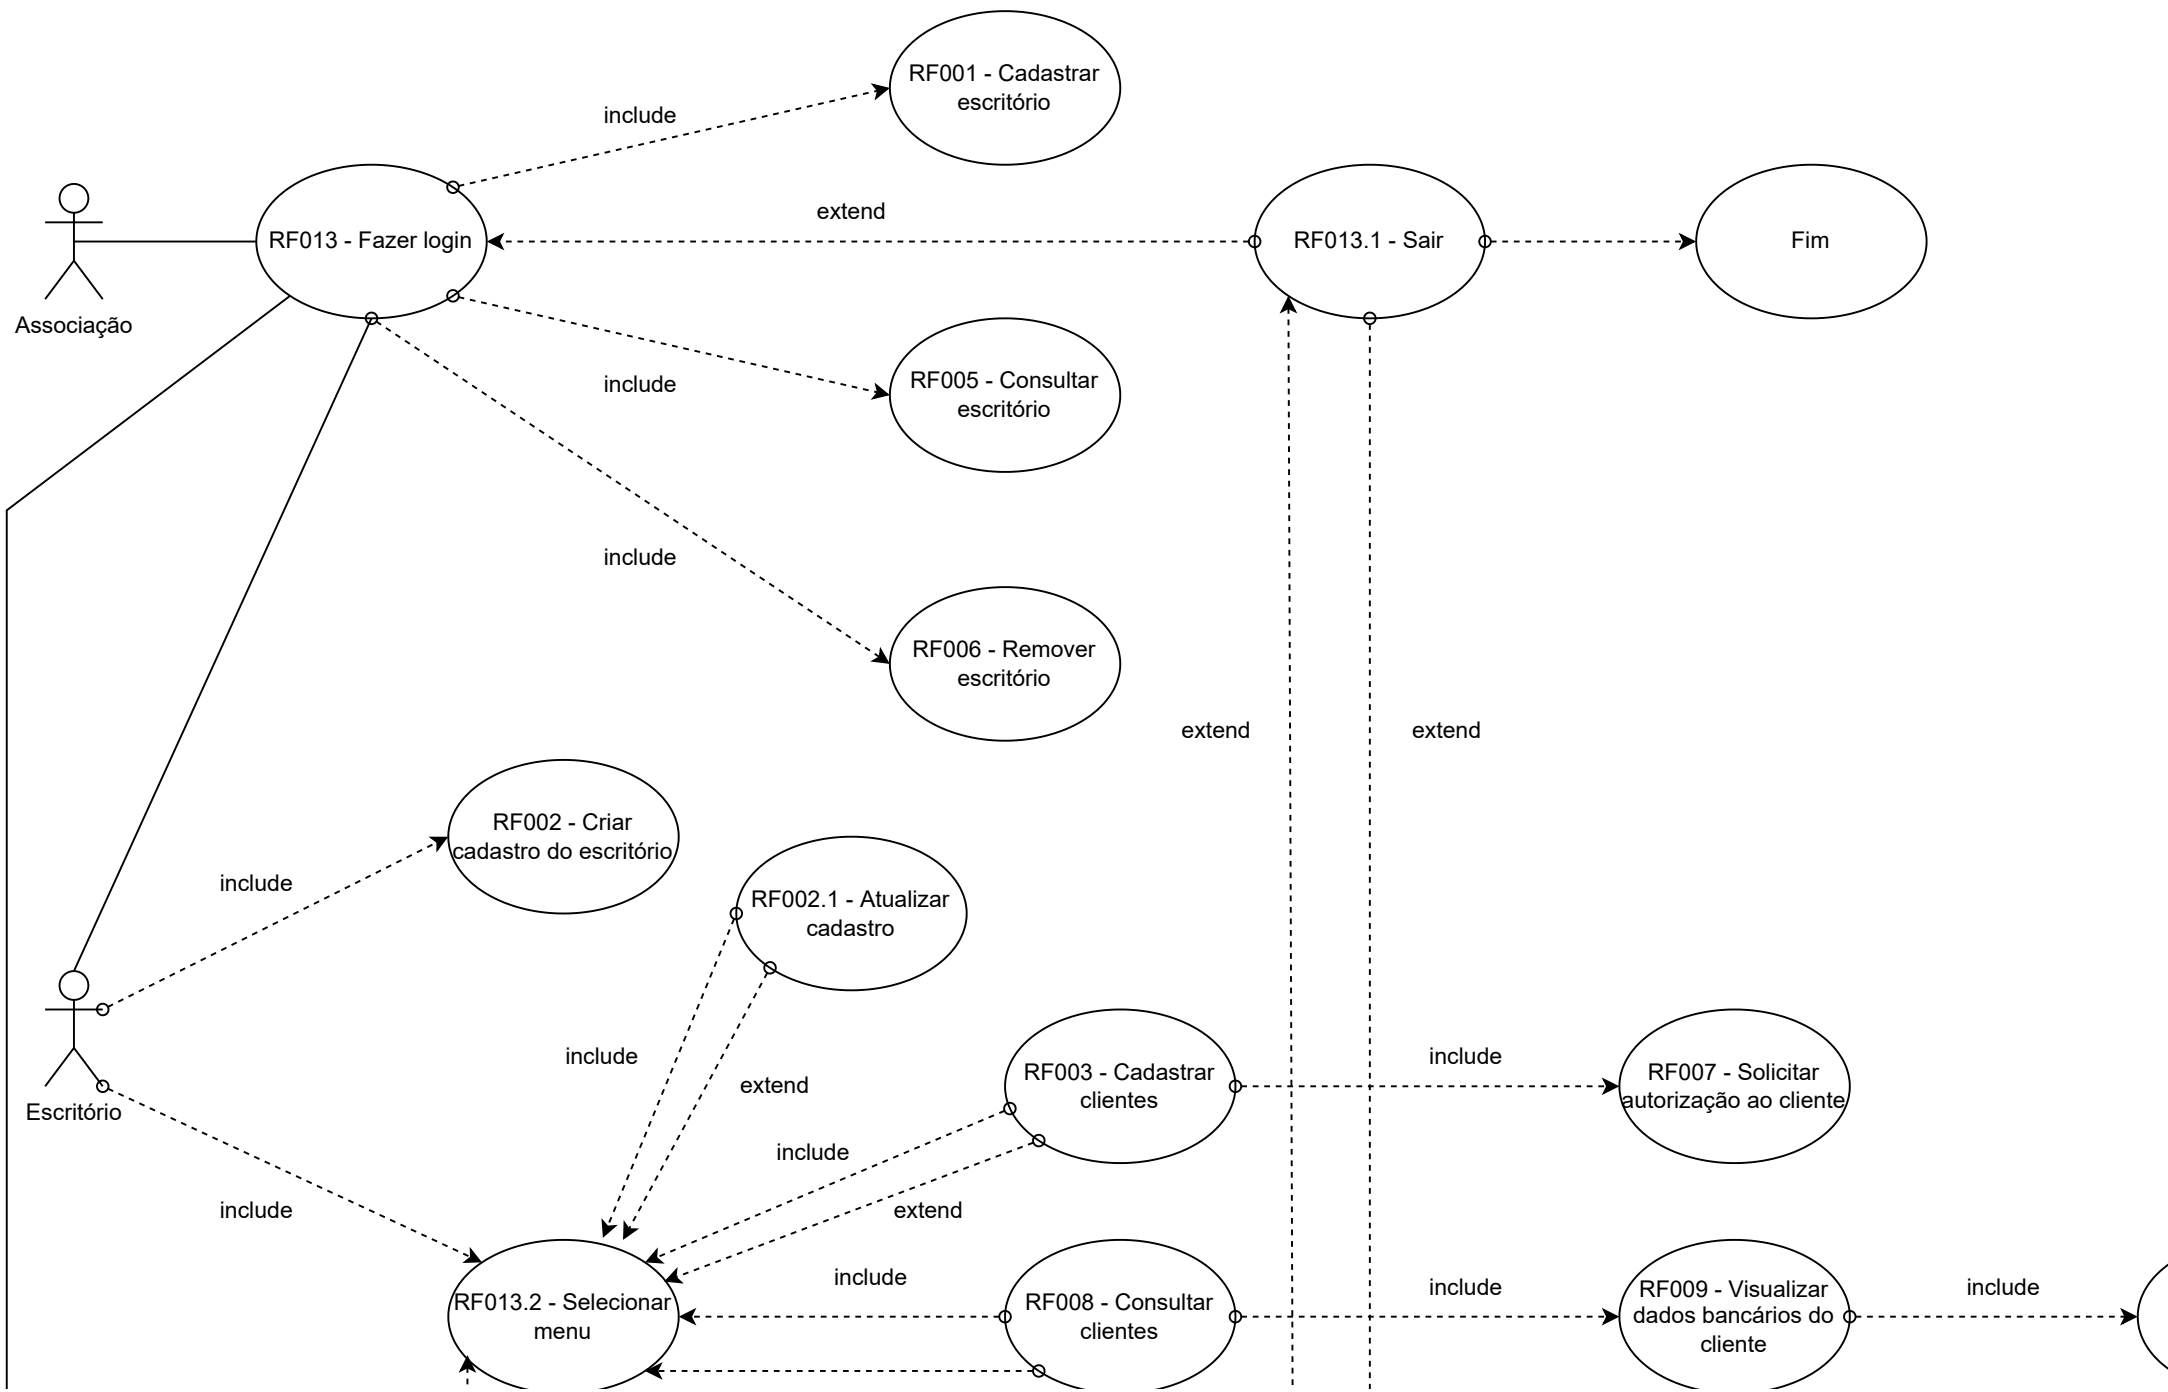 RF001 - Cadastrar
escritório
include
extend
RF013 - Fazer login
RF013.1 - Sair
Fim
Associação
include
RF005 - Consultar
escritório
include
RF006 - Remover
escritório
extend
extend
RF002 - Criar
cadastro do escritório
include
RF002.1 - Atualizar
cadastro
include
extend
RF003 - Cadastrar
clientes
include
RF007 - Solicitar
autorização ao cliente
Escritório
include
include
extend
include
RF013.2 - Selecionar
menu
RF008 - Consultar
clientes
include
RF009 - Visualizar
dados bancários do
cliente
include